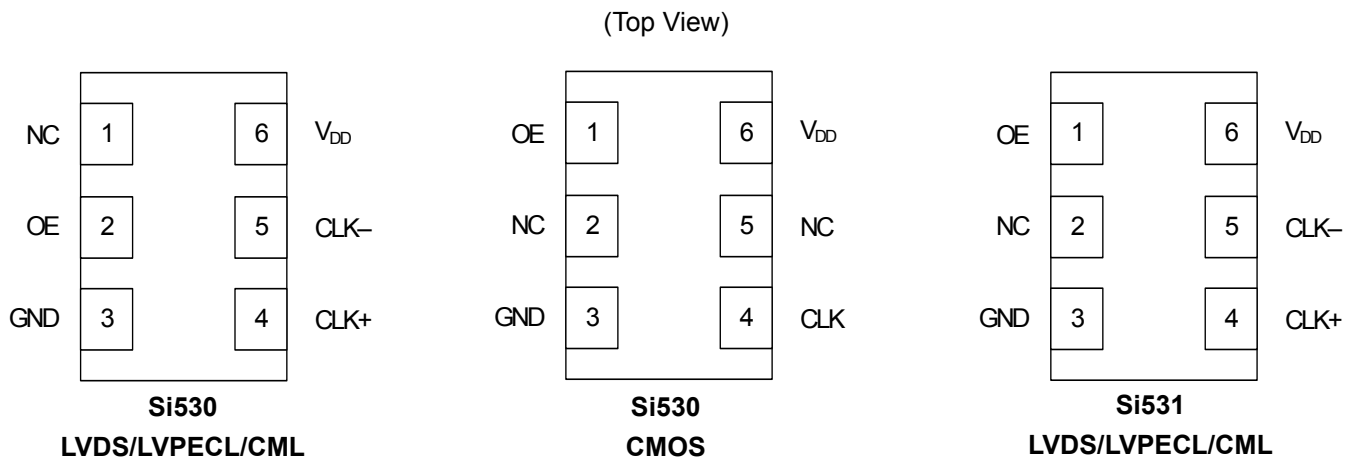 (Top View)
NC 1 6 VDD
OE 2 5 CLK–
GND 3 4 CLK+
Si530
LVDS/LVPECL/CML
OE 1 6 VDD
NC 2 5 NC
GND 3 4 CLK
Si530
CMOS
OE 1 6 VDD
NC 2 5 CLK–
GND 3 4 CLK+
Si531
LVDS/LVPECL/CML